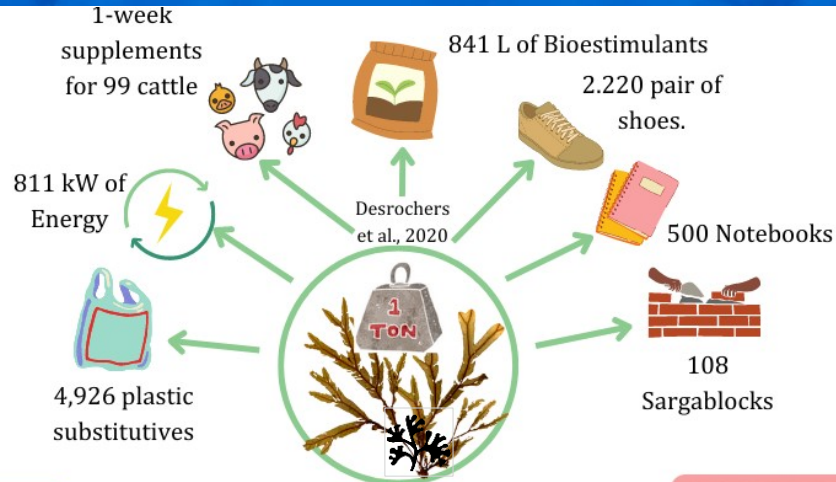 1-week
supplements
for 99 cattle
841 L of Bioestimulants
2.220 pair of
shoes.
811 kW of
Energy
Desrochers
et al., 2020
500 Notebooks
1
TON
4,926 plastic
substitutives
108
Sargablocks